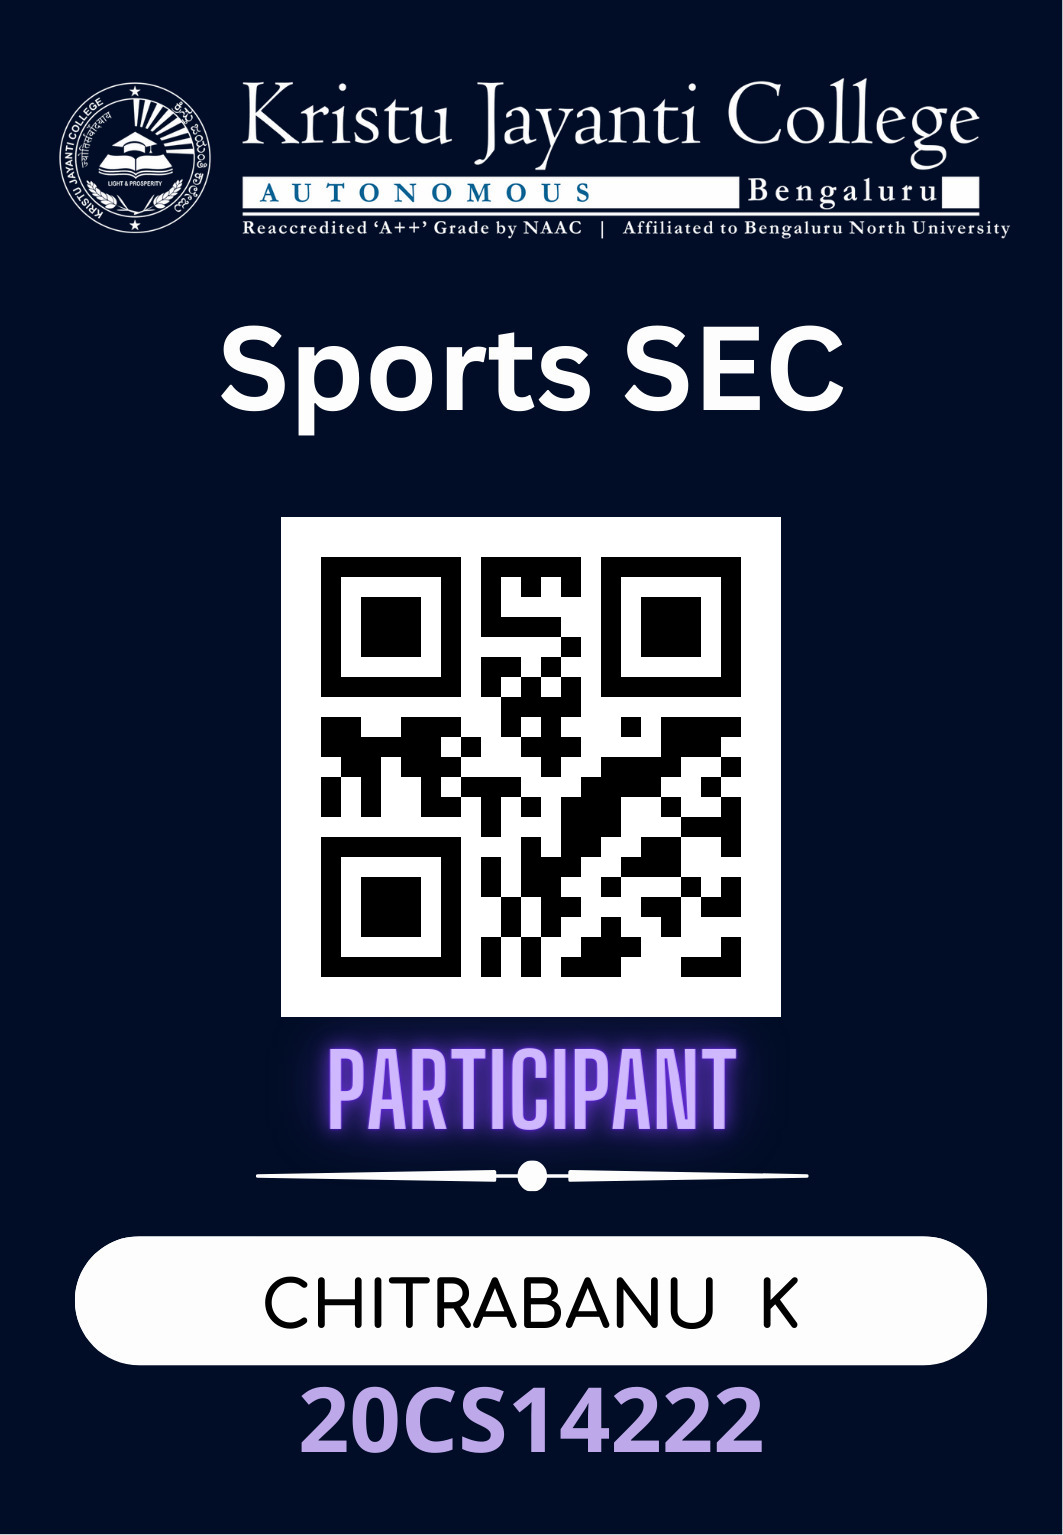 KRISTU JAYANTI COLLEGE
ಕ್ರಿಸ್ತು ಜಯಂತಿ ಕಾಲೇಜು
LIGHT & PROSPERITY
Kristu Jayanti College
AUTONOMOUS Bengaluru
Reaccredited ‘A++’ Grade by NAAC | Affiliated to Bengaluru North University
Sports SEC
PARTICIPANT
CHITRABANU K
20CS14222